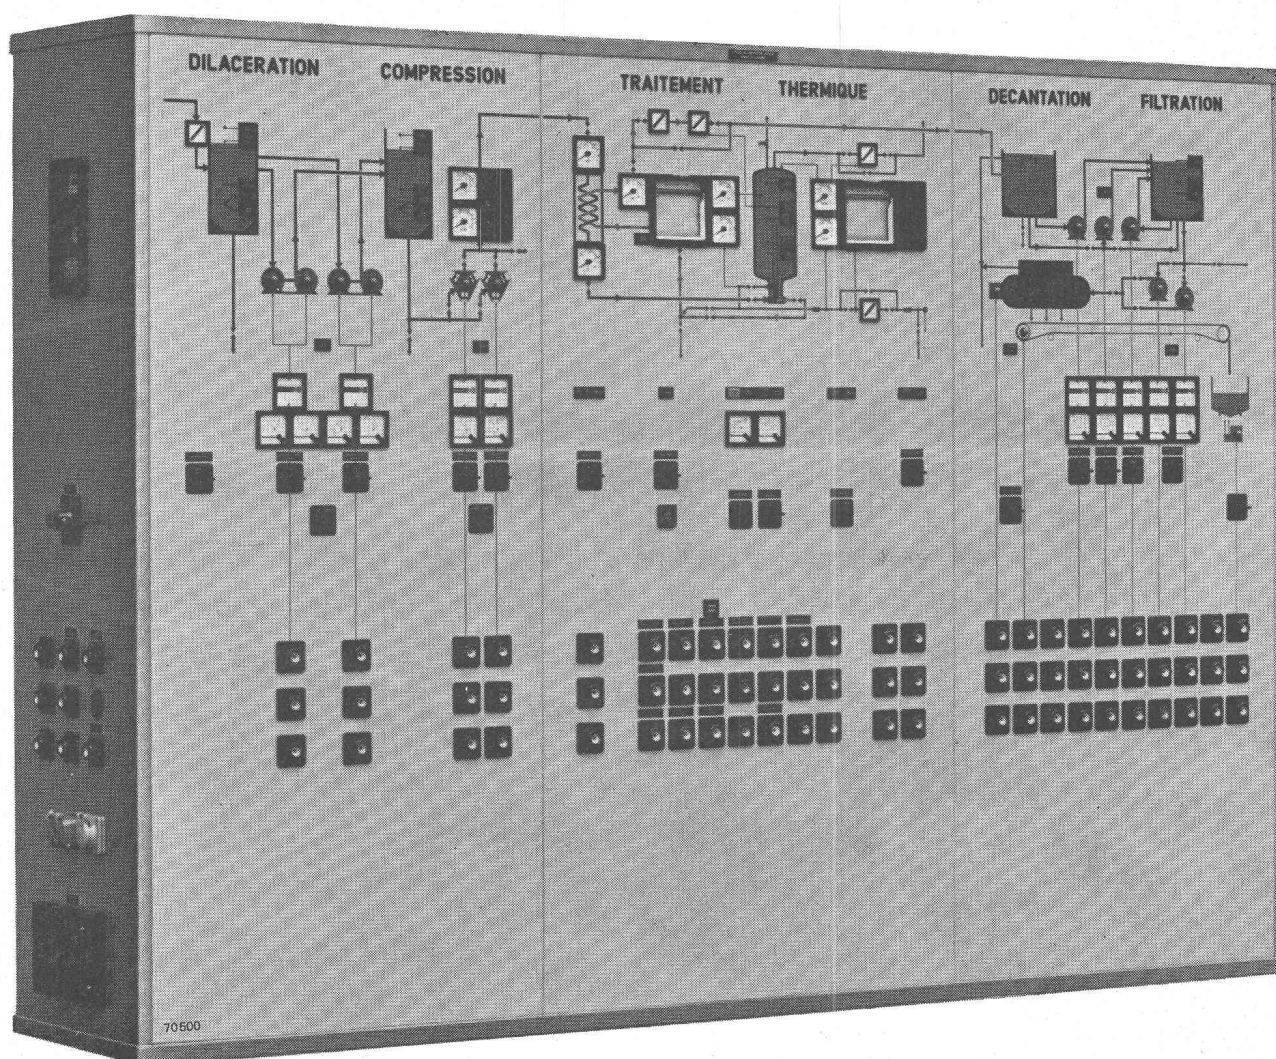 DILACERATION
COMPRESSION
TRAITEMENT THERMIQUE
DECANTATION
FILTRATION
70500